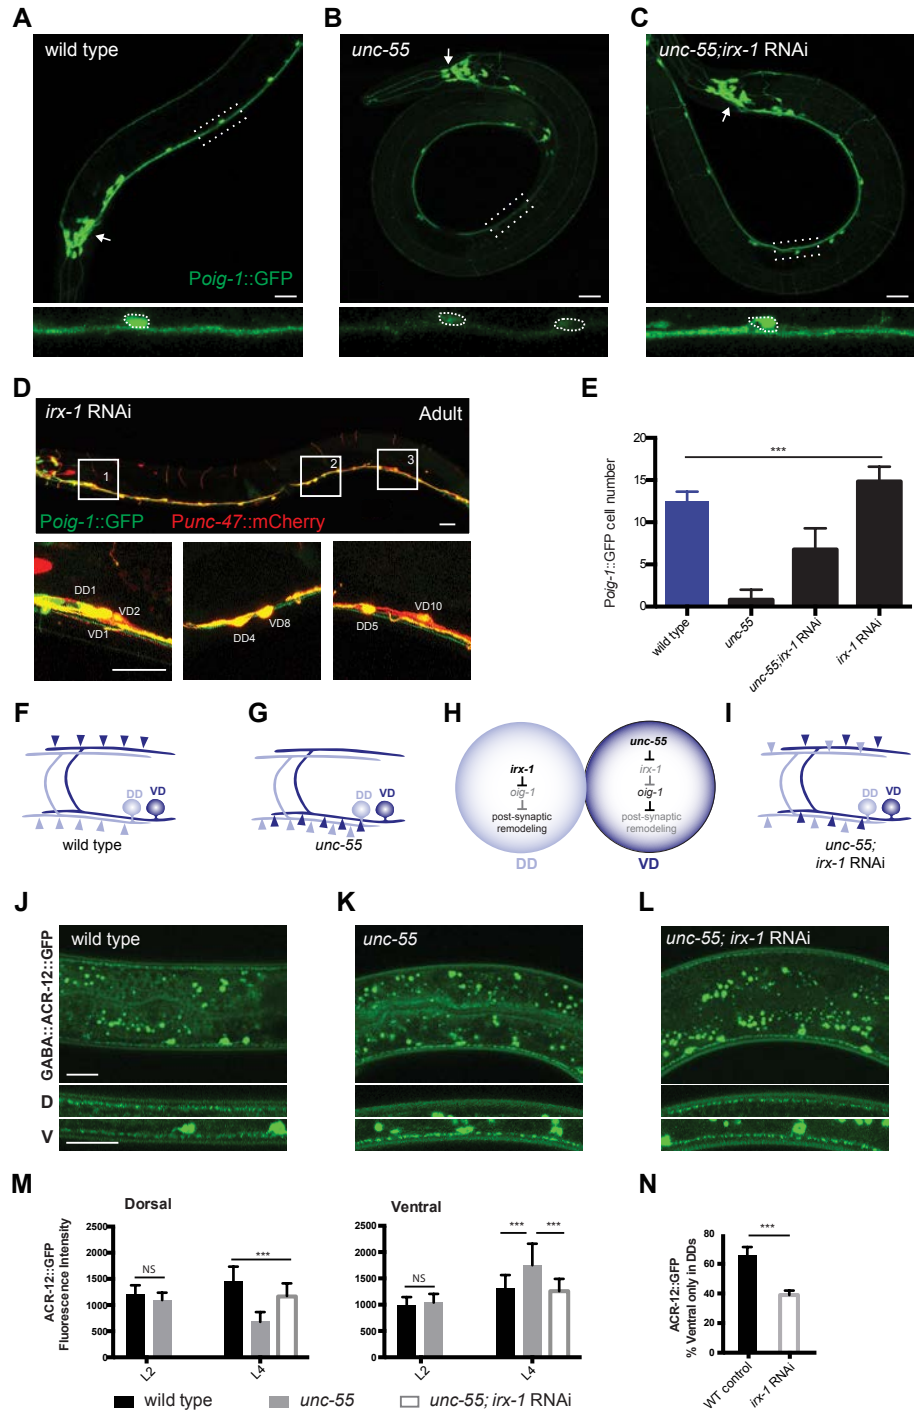 A
B
C
wild type
unc-55
unc-55;irx-1 RNAi
Poig-1::GFP
D
irx-1 RNAi
Adult
1
2
3
Poig-1::GFP
Punc-47::mCherry
DD1
VD2
VD1
DD4
VD8
DD5
VD10
E
***
Poig-1::GFP cell number
20
15
10
5
0
wild type
unc-55
unc-55;irx-1 RNAi
irx-1 RNAi
F
G
H
I
DD
VD
wild type
DD
VD
unc-55
irx-1
oig-1
post-synaptic
remodeling
DD
unc-55
irx-1
oig-1
post-synaptic
remodeling
VD
DD
VD
unc-55;
irx-1 RNAi
J
K
L
GABA::ACR-12::GFP
wild type
unc-55
unc-55; irx-1 RNAi
D
V
M
Dorsal
ACR-12::GFP
Fluorescence Intensity
2500
2000
1500
1000
500
0
NS
***
L2
L4
Ventral
2500
2000
1500
1000
500
0
NS
***
***
L2
L4
wild type
unc-55
unc-55; irx-1 RNAi
N
ACR-12::GFP
% Ventral only in DDs
80
60
40
20
0
***
WT control
irx-1 RNAi